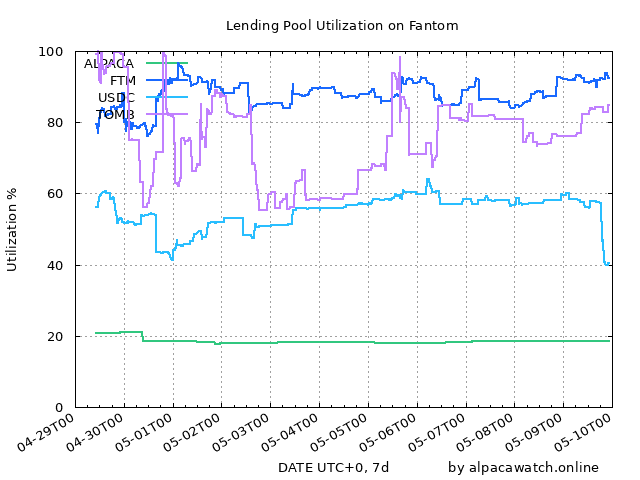 Lending Pool Utilization on Fantom
ALPACA
FTM
USDC
TOMB
Utilization %
100
80
60
40
20
0
04-29T00
04-30T00
05-01T00
05-02T00
05-03T00
05-04T00
05-05T00
05-06T00
05-07T00
05-08T00
05-09T00
05-10T00
DATE UTC+0, 7d
by alpacawatch.online